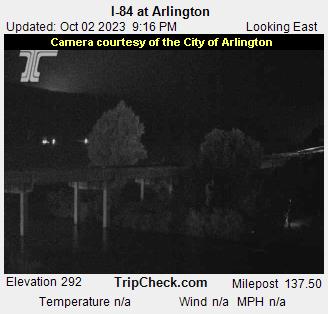 I-84 at Arlington
Updated: Oct 02 2023 9:16 PM Looking East
Camera courtesy of the City of Arlington
Elevation 292 TripCheck.com Milepost 137.50
Temperature n/a Wind n/a MPH n/a